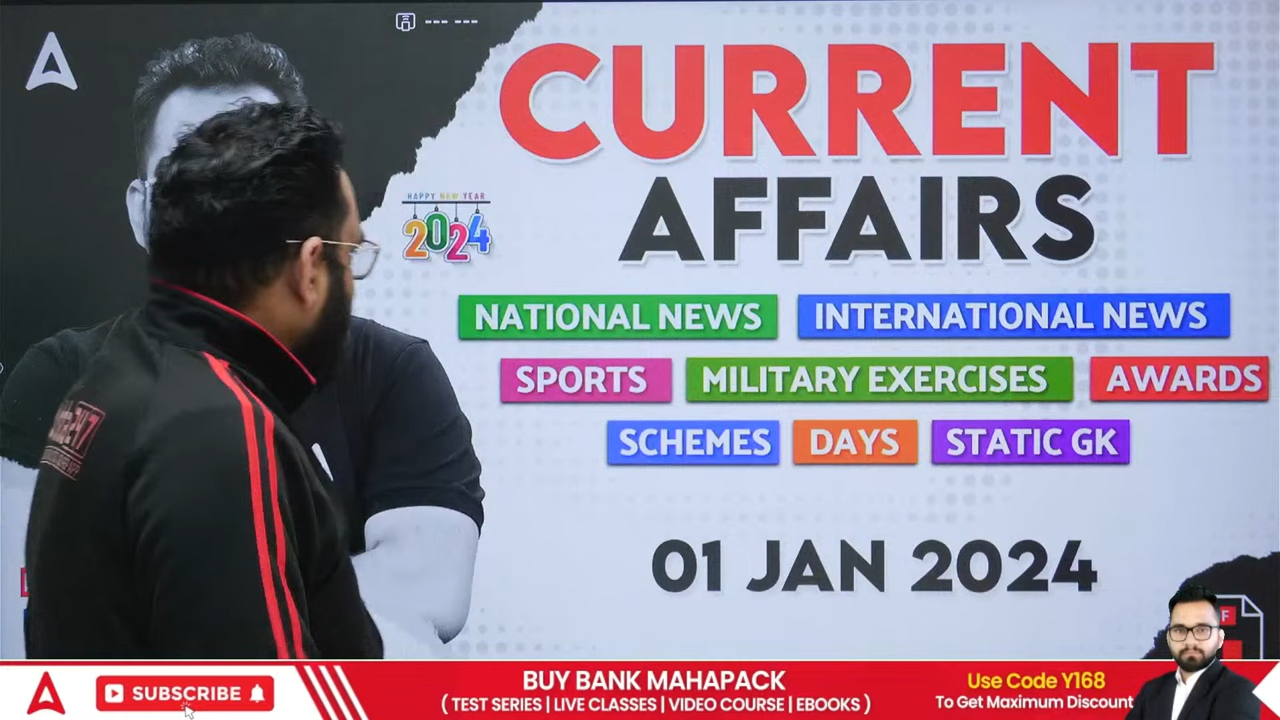 HAPPY NEW YEAR
2024
CURRENT
AFFAIRS
NATIONAL NEWS
INTERNATIONAL NEWS
SPORTS
MILITARY EXERCISES
AWARDS
SCHEMES
DAYS
STATIC GK
01 JAN 2024
SUBSCRIBE
BUY BANK MAHAPACK
( TEST SERIES | LIVE CLASSES | VIDEO COURSE | EBOOKS )
Use Code Y168
To Get Maximum Discount